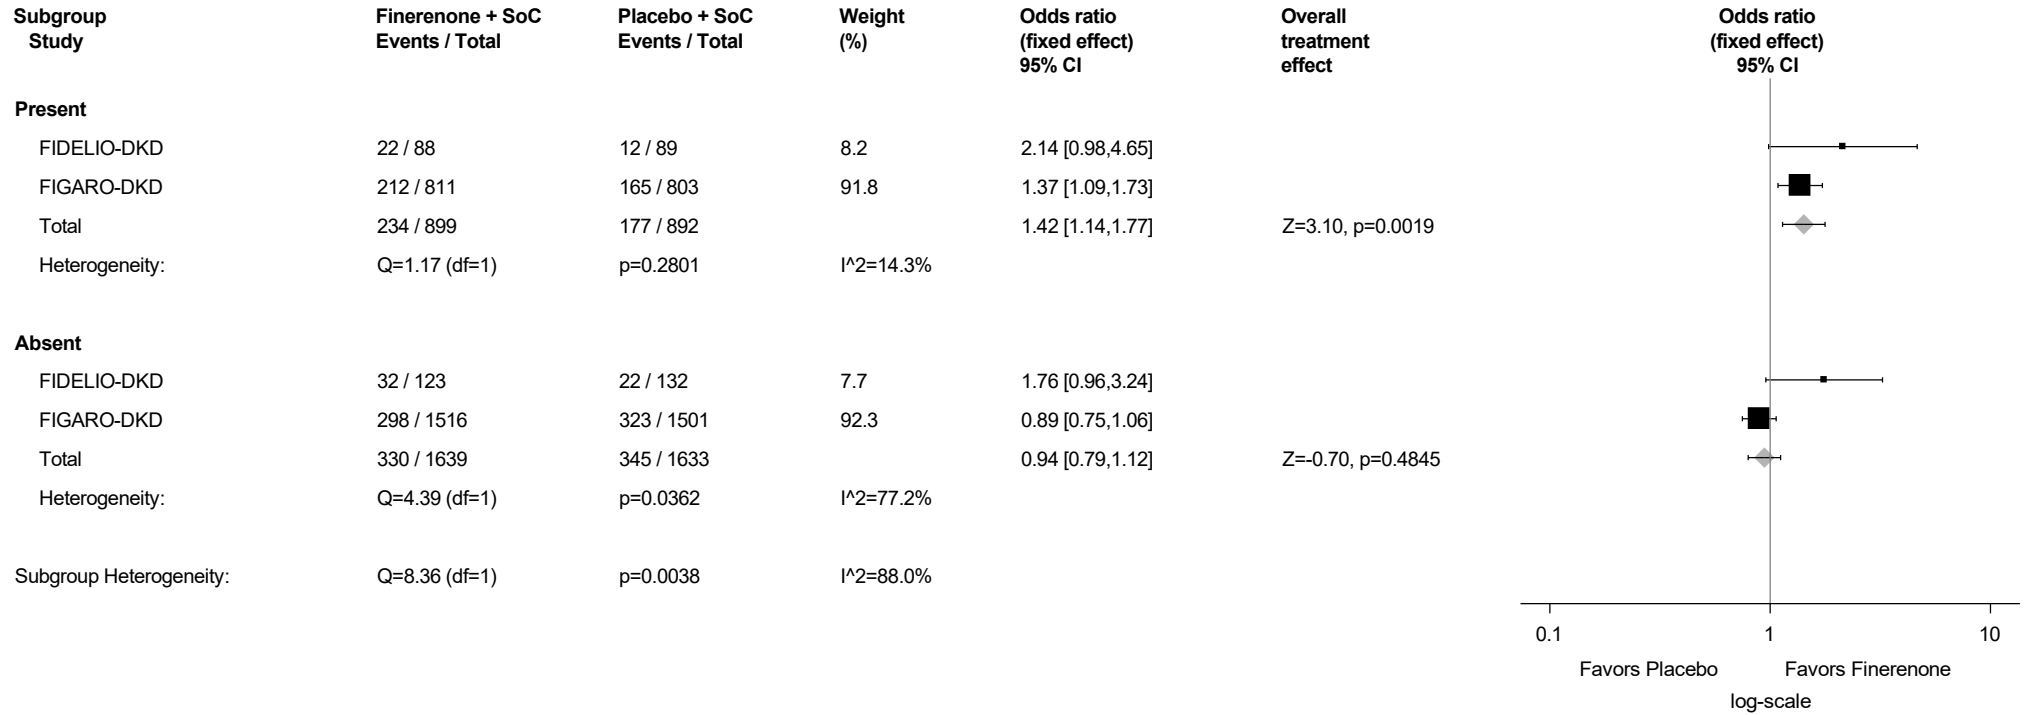 Subgroup Finerenone + SoC Placebo + SoC Weight Odds ratio Overall Odds ratio
Study Events / Total Events / Total (%) (fixed effect) treatment (fixed effect)
95% CI effect 95% CI
Present
FIDELIO-DKD 22 / 88 12 / 89 8.2 2.14 [0.98,4.65]
FIGARO-DKD 212 / 811 165 / 803 91.8 1.37 [1.09,1.73]
Total 234 / 899 177 / 892 1.42 [1.14,1.77] Z=3.10, p=0.0019
Heterogeneity: Q=1.17 (df=1) p=0.2801 I^2=14.3%
Absent
FIDELIO-DKD 32 / 123 22 / 132 7.7 1.76 [0.96,3.24]
FIGARO-DKD 298 / 1516 323 / 1501 92.3 0.89 [0.75,1.06]
Total 330 / 1639 345 / 1633 0.94 [0.79,1.12] Z=-0.70, p=0.4845
Heterogeneity: Q=4.39 (df=1) p=0.0362 I^2=77.2%
Subgroup Heterogeneity: Q=8.36 (df=1) p=0.0038 I^2=88.0%
0.1 1 10
Favors Placebo Favors Finerenone
log-scale